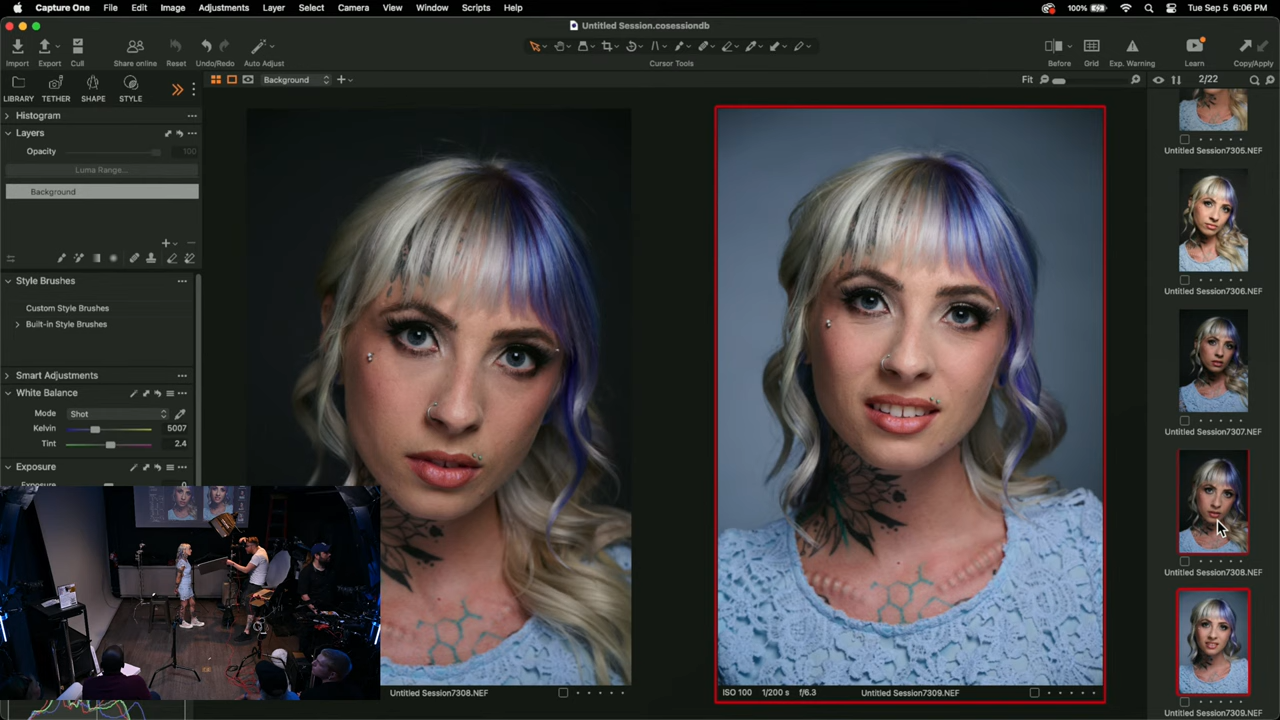 Capture One File Edit Image Adjustments Layer Select Camera View Window Scripts Help
100% Tue Sep 5 6:06 PM
Untitled Session.cosessiondb
Import Export Cull Share online Reset Undo/Redo Auto Adjust
Cursor Tools
Before Grid Exp. Warning Learn Copy/Apply
LIBRARY TETHER SHAPE STYLE
Background
Fit
2/22
Histogram
Layers
Opacity 100
Luma Range...
Background
Style Brushes
Custom Style Brushes
Built-in Style Brushes
Smart Adjustments
White Balance
Mode Shot
Kelvin 5007
Tint 2.4
Exposure
Exposure
Untitled Session7308.NEF
ISO 100 1/200 s f/6.3 Untitled Session7309.NEF
Untitled Session7305.NEF
Untitled Session7306.NEF
Untitled Session7307.NEF
Untitled Session7308.NEF
Untitled Session7309.NEF